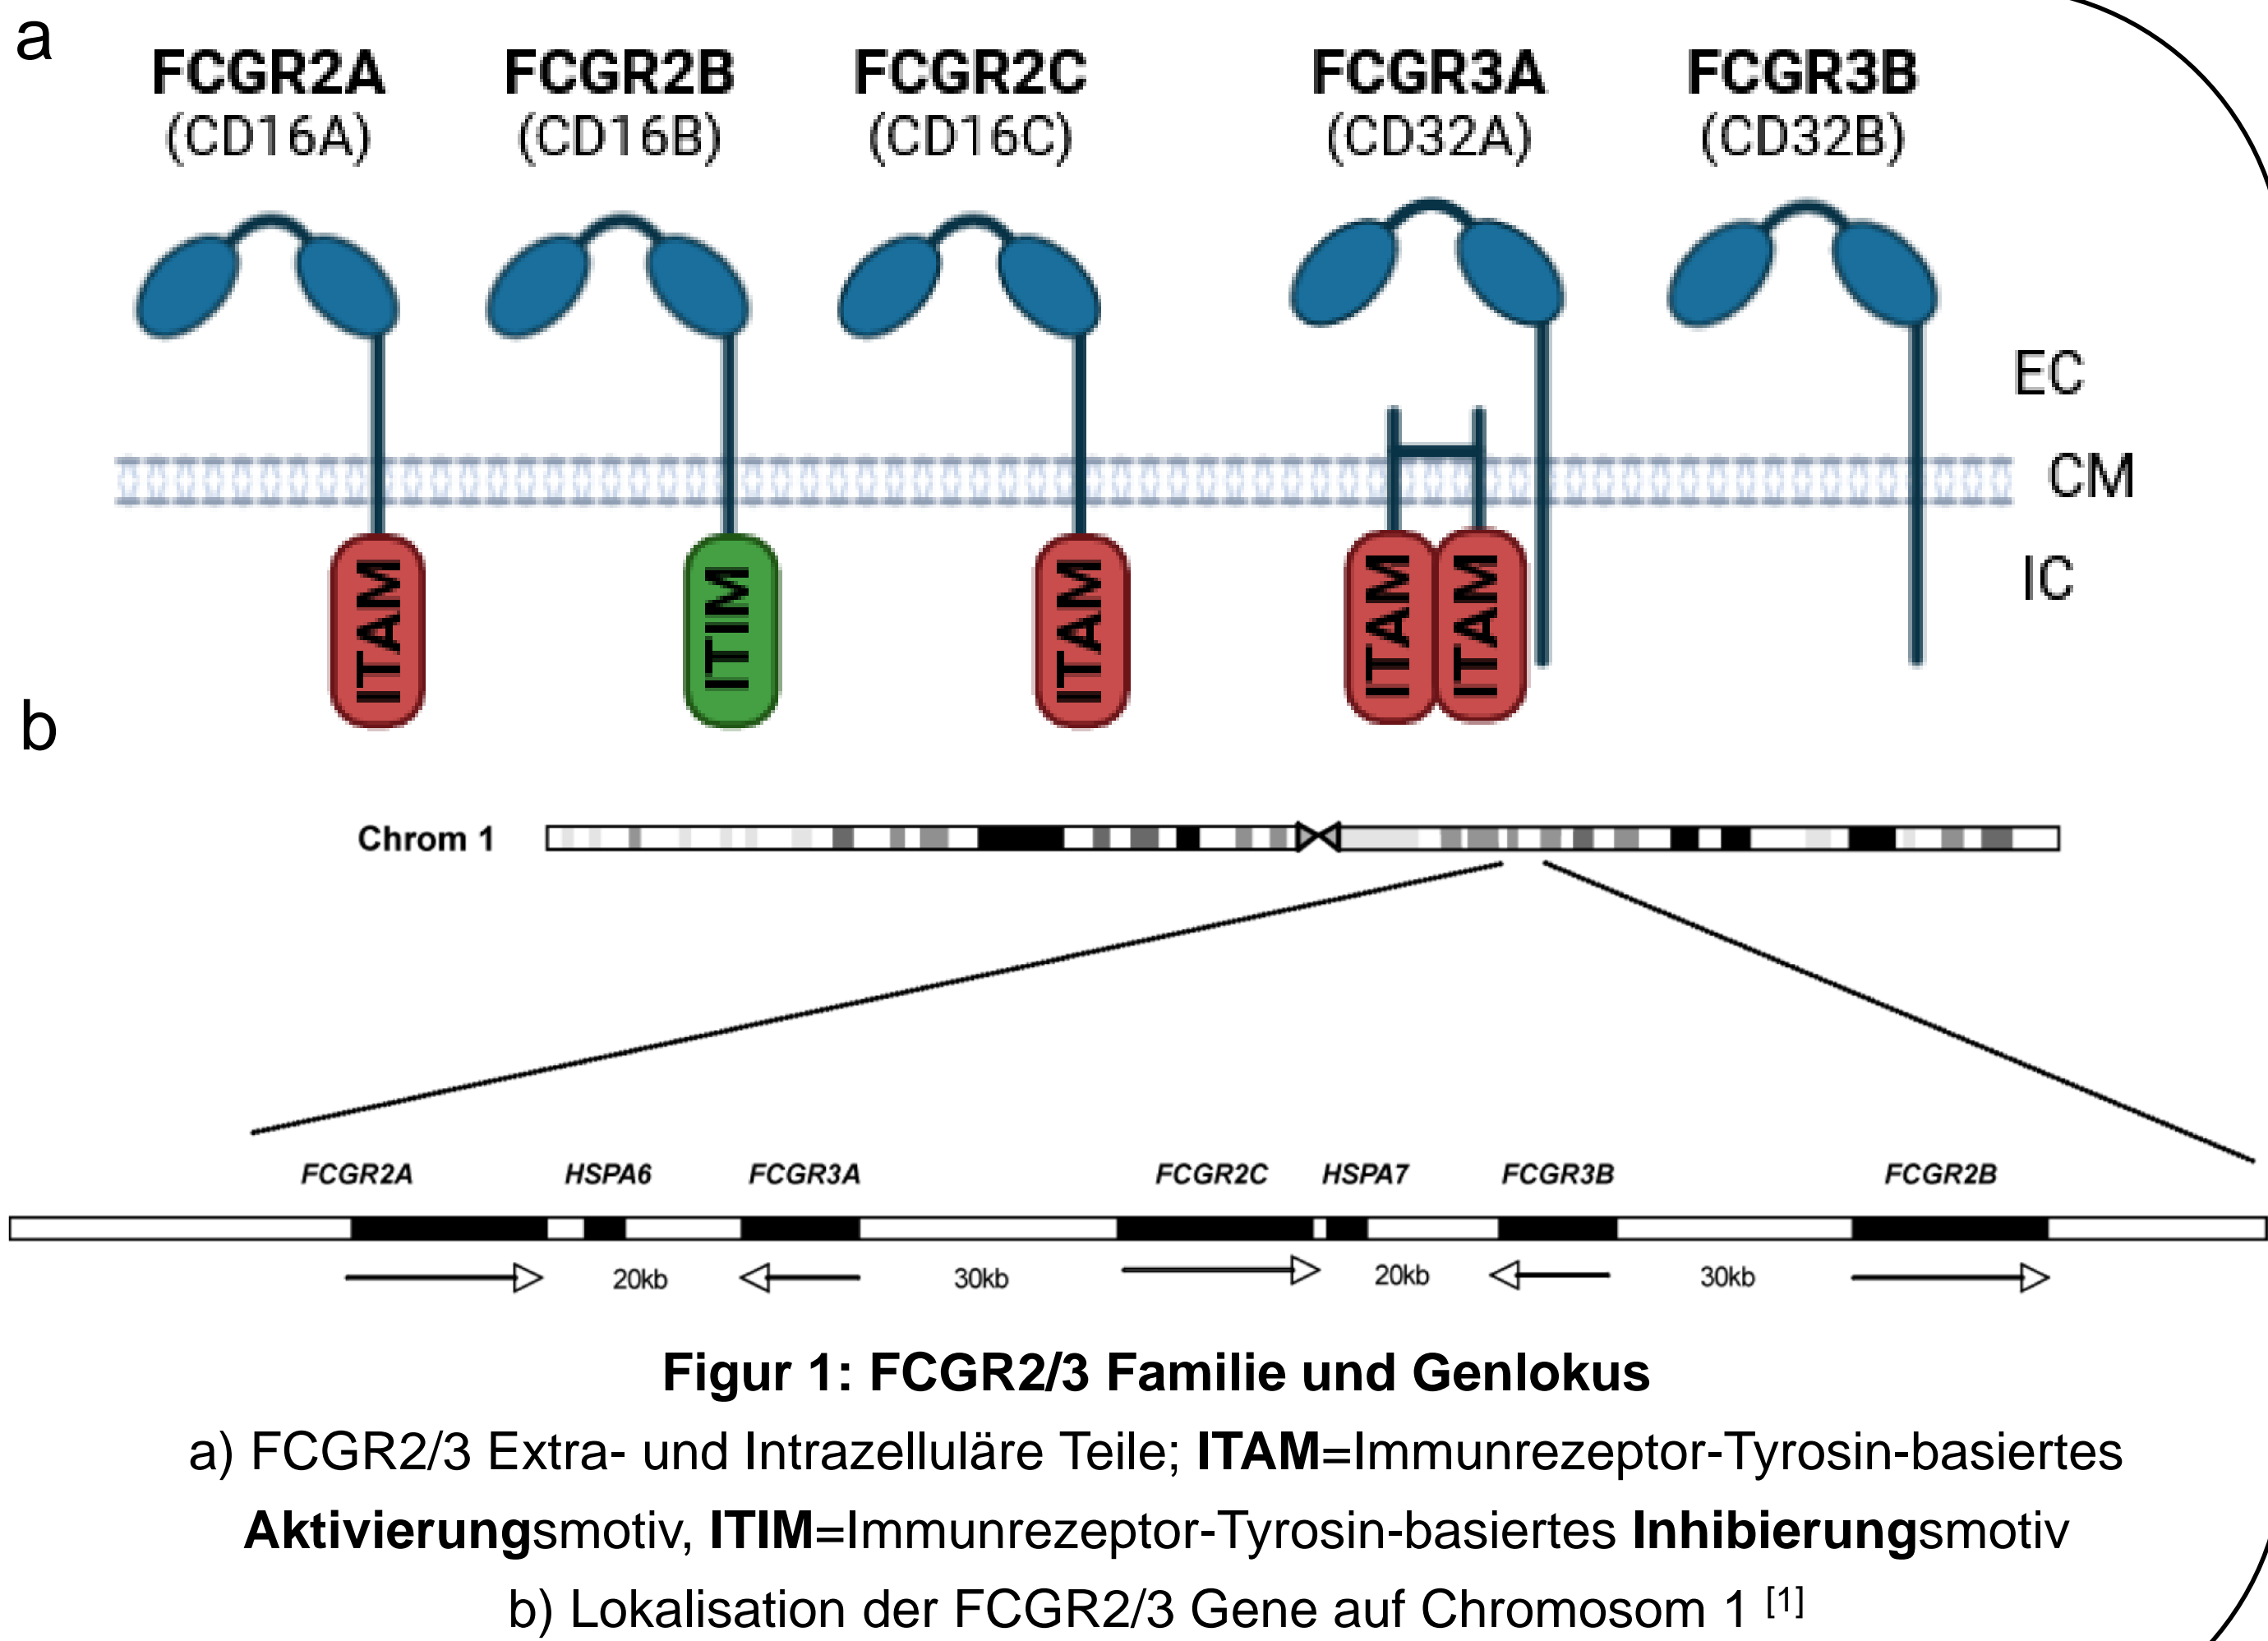 a
FCGR2A FCGR2B FCGR2C FCGR3A FCGR3B
(CD16A) (CD16B) (CD16C) (CD32A) (CD32B)
EC
CM
IC
ITAM ITIM ITAM ITAM ITAM
b
Chrom 1
FCGR2A HSPA6 FCGR3A FCGR2C HSPA7 FCGR3B FCGR2B
20kb 30kb 20kb 30kb
Figur 1: FCGR2/3 Familie und Genlokus
a) FCGR2/3 Extra- und Intrazelluläre Teile; ITAM=Immunrezeptor-Tyrosin-basiertes
Aktivierungsmotiv, ITIM=Immunrezeptor-Tyrosin-basiertes Inhibierungsmotiv
b) Lokalisation der FCGR2/3 Gene auf Chromosom 1 [1]